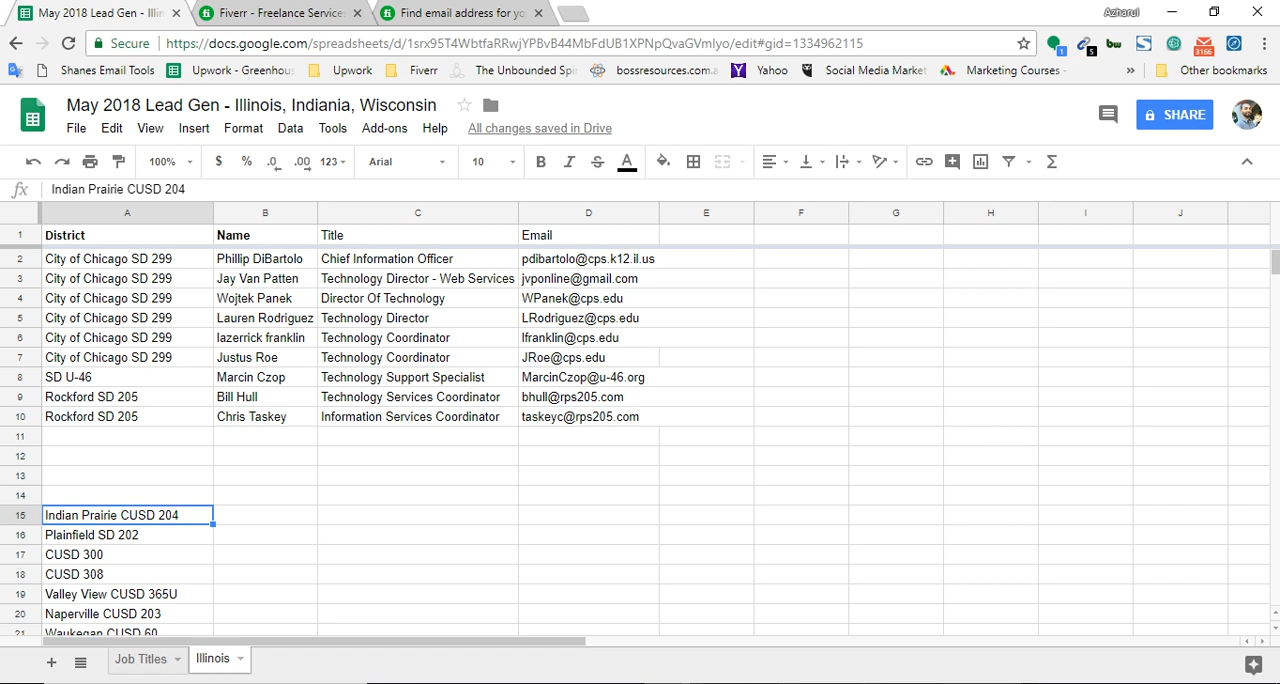 May 2018 Lead Gen - Illin
Fiverr - Freelance Service
Find email address for yo
Azharul
Secure
https://docs.google.com/spreadsheets/d/1srx9ST4WbtfaRRwjYPBvB44MbFdUB1XPNpQvaGVmlyo/edit#gid=1334962115
1
5
bw
3166
Shanes Email Tools
Upwork - Greenhou
Upwork
Fiverr
The Unbounded Spi
bossresources.com.a
Yahoo
Social Media Market
Marketing Courses -
»
Other bookmarks
May 2018 Lead Gen - Illinois, Indiania, Wisconsin
SHARE
File Edit View Insert Format Data Tools Add-ons Help All changes saved in Drive
100% $ % .0 .00 123 Arial 10 B I S A Σ
fx Indian Prairie CUSD 204
A B C D E F G H I J
1 District Name Title Email
2 City of Chicago SD 299 Phillip DiBartolo Chief Information Officer pdibartolo@cps.k12.il.us
3 City of Chicago SD 299 Jay Van Patten Technology Director - Web Services jvponline@gmail.com
4 City of Chicago SD 299 Wojtek Panek Director Of Technology WPanek@cps.edu
5 City of Chicago SD 299 Lauren Rodriguez Technology Director LRodriguez@cps.edu
6 City of Chicago SD 299 lazerrick franklin Technology Coordinator lfranklin@cps.edu
7 City of Chicago SD 299 Justus Roe Technology Coordinator JRoe@cps.edu
8 SD U-46 Marcin Czop Technology Support Specialist MarcinCzop@u-46.org
9 Rockford SD 205 Bill Hull Technology Services Coordinator bhull@rps205.com
10 Rockford SD 205 Chris Taskey Information Services Coordinator taskeyc@rps205.com
11
12
13
14
15 Indian Prairie CUSD 204
16 Plainfield SD 202
17 CUSD 300
18 CUSD 308
19 Valley View CUSD 365U
20 Naperville CUSD 203
21 Waukegan CUSD 60
Job Titles Illinois